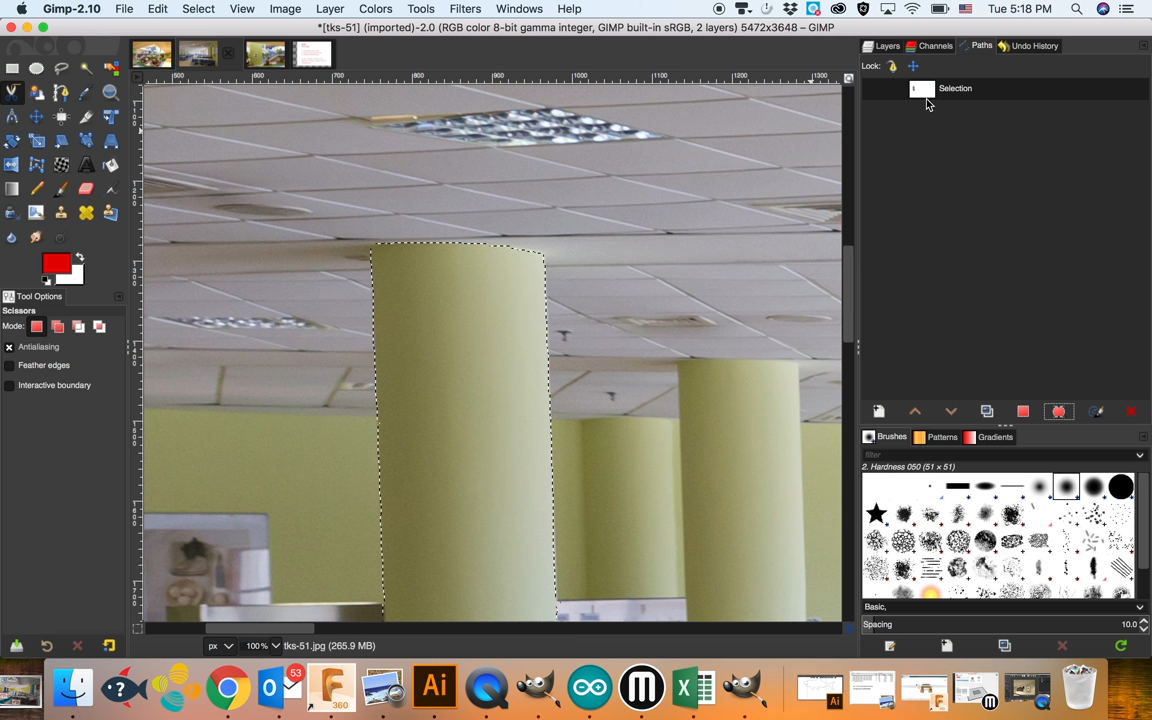 Gimp-2.10 File Edit Select View Image Layer Colors Tools Filters Windows Help Tue 5:18 PM
*[tks-51] (imported)-2.0 (RGB color 8-bit gamma integer, GIMP built-in sRGB, 2 layers) 5472x3648 – GIMP
Layers Channels Paths Undo History
Lock:
Selection
500 600 700 800 900 1000 1100 1200 1300
Tool Options
Scissors
Mode:
Antialiasing
Feather edges
Interactive boundary
Brushes Patterns Gradients
filter
2. Hardness 050 (51 × 51)
Basic,
Spacing 10.0
px 100% tks-51.jpg (265.9 MB)
53
F
360
Ai
X
Ai